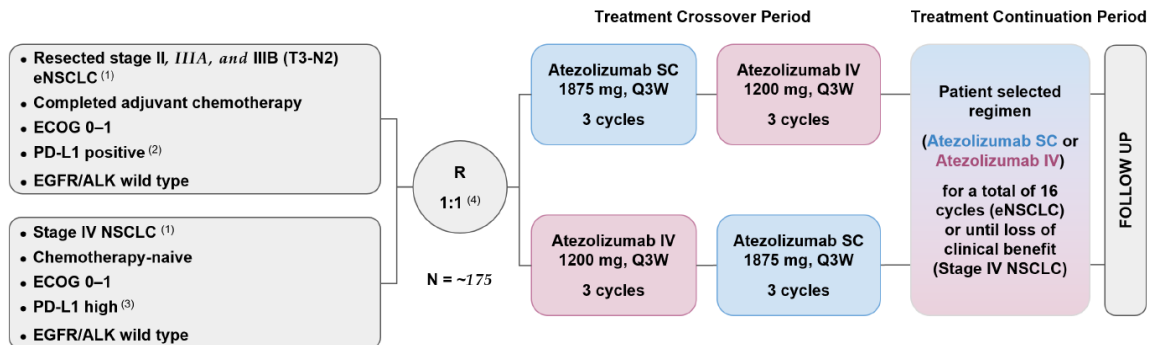 Treatment Crossover Period
Treatment Continuation Period
• Resected stage II, IIIA, and IIIB (T3-N2)
eNSCLC (1)
• Completed adjuvant chemotherapy
• ECOG 0–1
• PD-L1 positive (2)
• EGFR/ALK wild type
• Stage IV NSCLC (1)
• Chemotherapy-naive
• ECOG 0–1
• PD-L1 high (3)
• EGFR/ALK wild type
R
1:1 (4)
N = ~175
Atezolizumab SC
1875 mg, Q3W
3 cycles
Atezolizumab IV
1200 mg, Q3W
3 cycles
Atezolizumab IV
1200 mg, Q3W
3 cycles
Atezolizumab SC
1875 mg, Q3W
3 cycles
Patient selected
regimen
(Atezolizumab SC or
Atezolizumab IV)
for a total of 16
cycles (eNSCLC)
or until loss of
clinical benefit
(Stage IV NSCLC)
FOLLOW UP